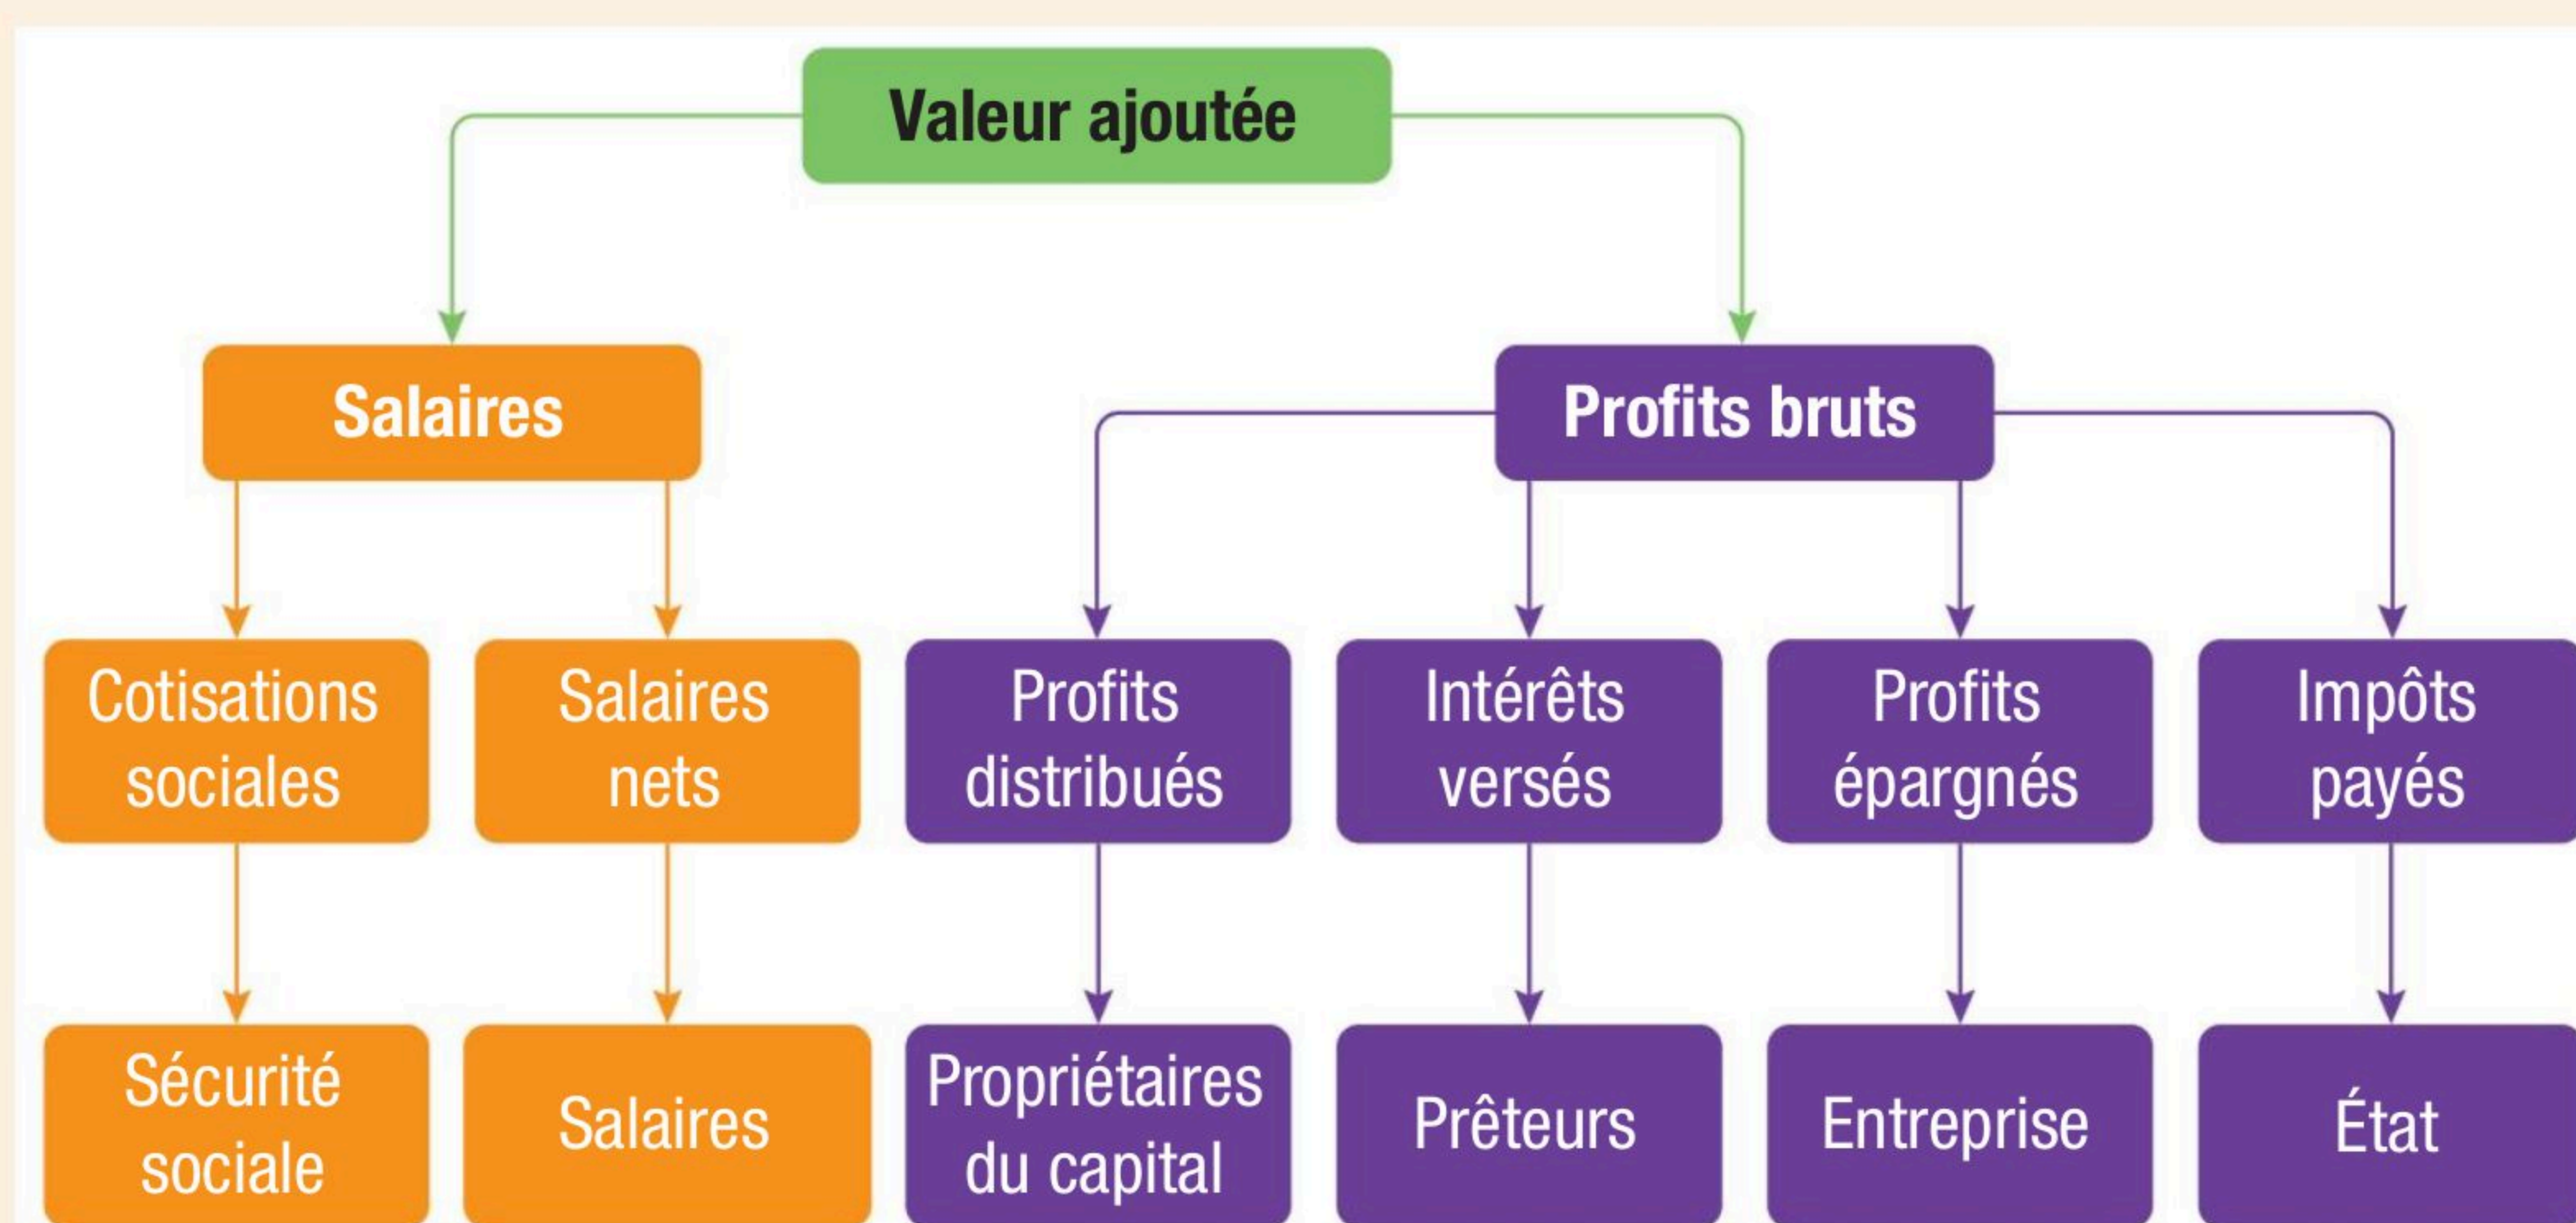 Valeur ajoutée
Salaires
Profits bruts
Cotisations
sociales
Salaires
nets
Profits
distribués
Intérêts
versés
Profits
épargnés
Impôts
payés
Sécurité
sociale
Salaires
Propriétaires
du capital
Prêteurs
Entreprise
État